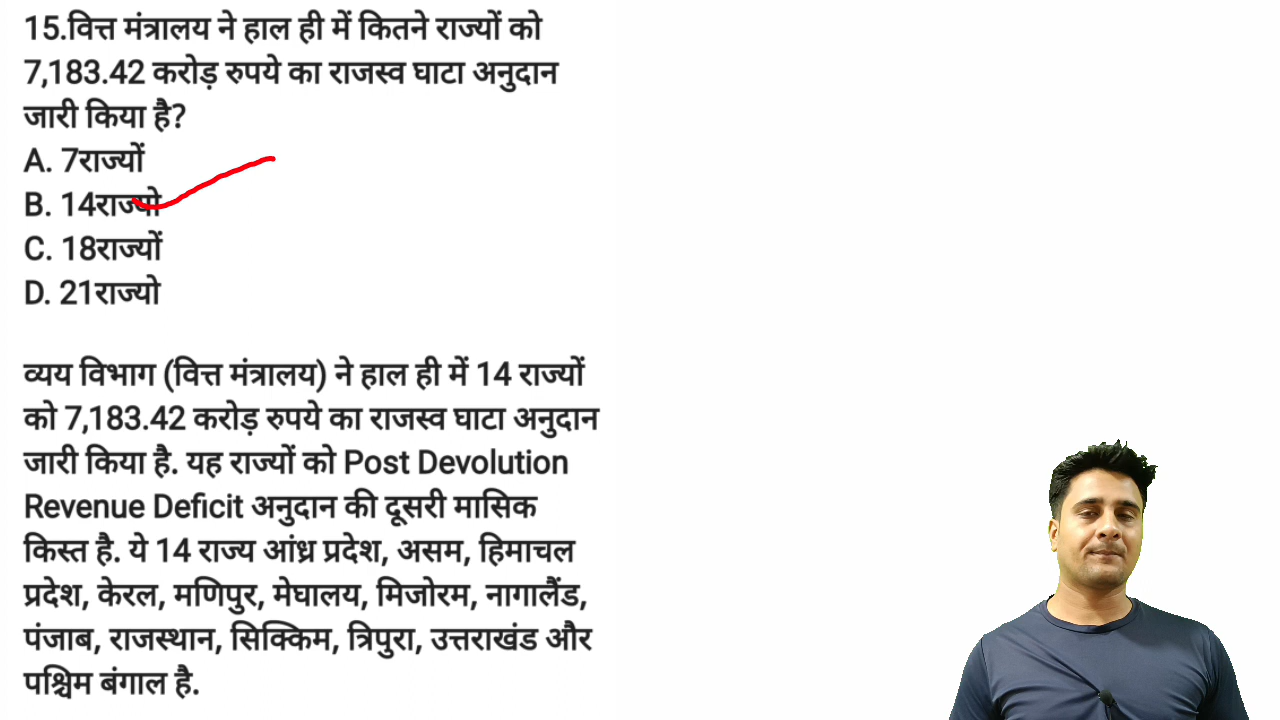 15.वित्त मंत्रालय ने हाल ही में कितने राज्यों को
7,183.42 करोड़ रुपये का राजस्व घाटा अनुदान
जारी किया है?
A. 7राज्यों
B. 14राज्यो
C. 18राज्यों
D. 21राज्यो
व्यय विभाग (वित्त मंत्रालय) ने हाल ही में 14 राज्यों
को 7,183.42 करोड़ रुपये का राजस्व घाटा अनुदान
जारी किया है. यह राज्यों को Post Devolution
Revenue Deficit अनुदान की दूसरी मासिक
किस्त है. ये 14 राज्य आंध्र प्रदेश, असम, हिमाचल
प्रदेश, केरल, मणिपुर, मेघालय, मिजोरम, नागालैंड,
पंजाब, राजस्थान, सिक्किम, त्रिपुरा, उत्तराखंड और
पश्चिम बंगाल है.